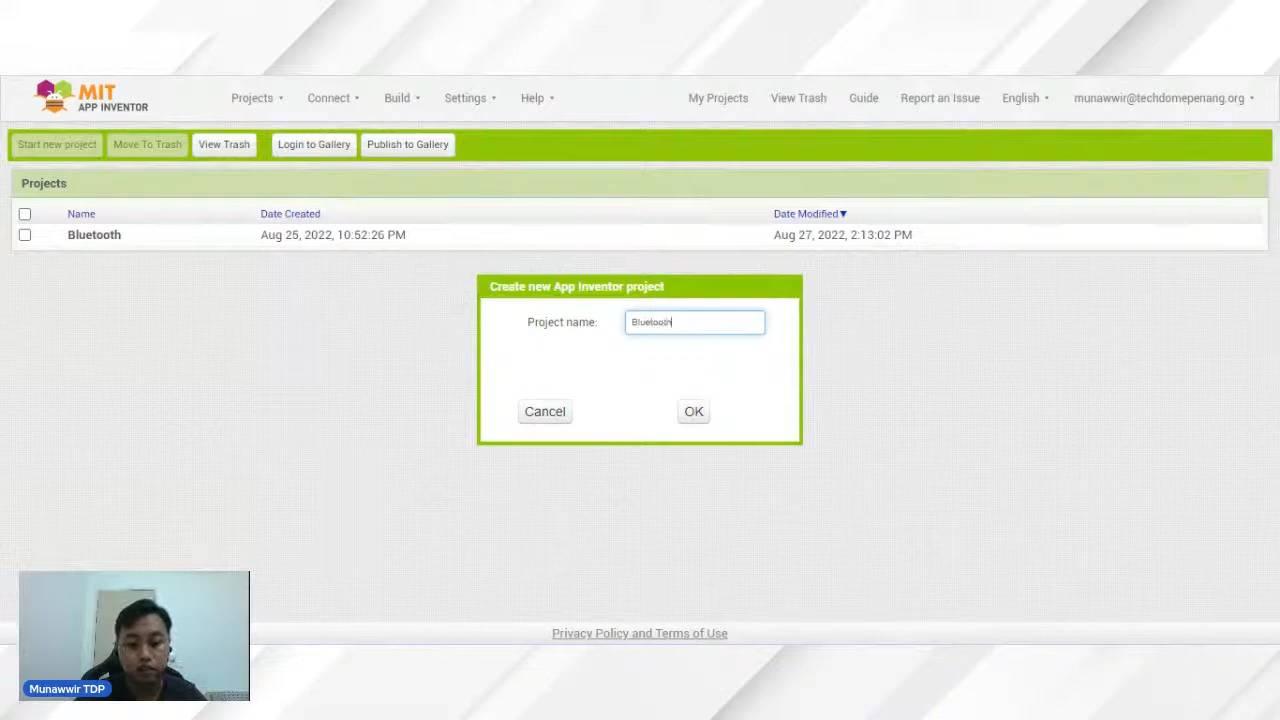 MIT
APP INVENTOR
Projects Connect Build Settings Help My Projects View Trash Guide Report an Issue English munawwir@techdomepenang.org
Start new project Move To Trash View Trash Login to Gallery Publish to Gallery
Projects
Name Date Created Date Modified
Bluetooth Aug 25, 2022, 10:52:26 PM Aug 27, 2022, 2:13:02 PM
Create new App Inventor project
Project name: Bluetooth
Cancel OK
Privacy Policy and Terms of Use
Munawwir TDP